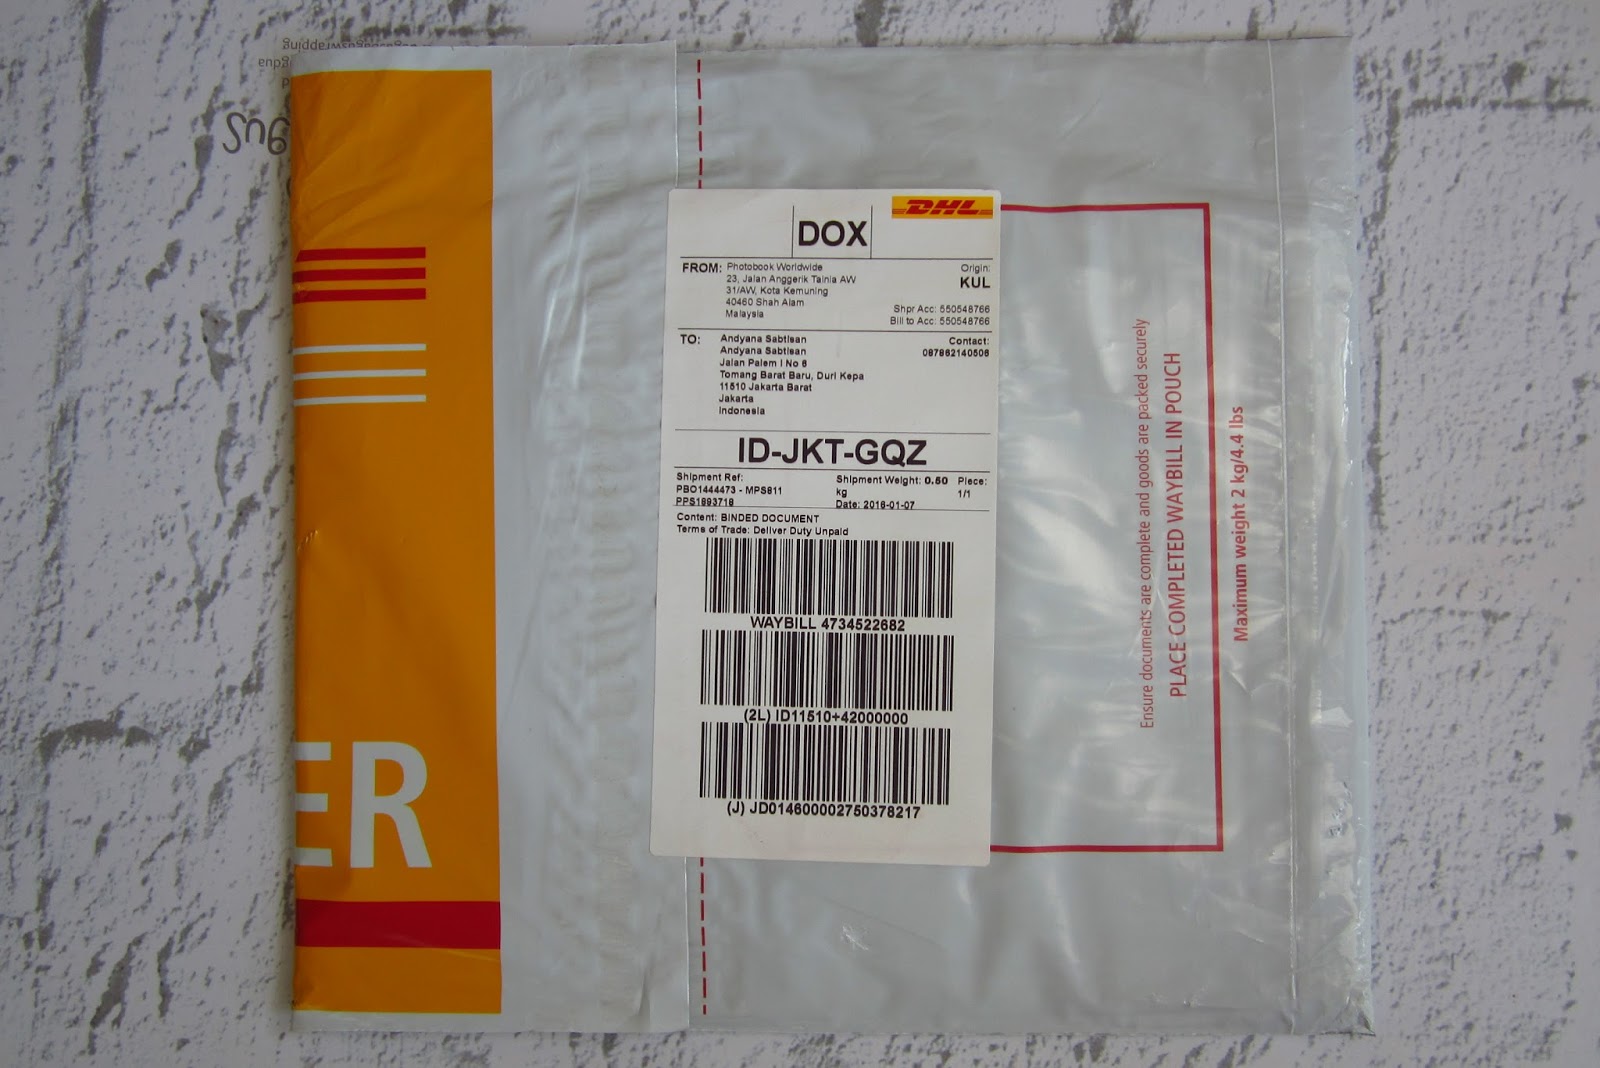 DHL
DOX
FROM: Photobook Worldwide
23, Jalan Anggerik Tainia AW
31/AW, Kota Kemuning
40460 Shah Alam
Malaysia
Origin:
KUL
Shpr Acc: 550548766
Bill to Acc: 550548766
TO: Andyana Sabtisan
Andyana Sabtisan
Jalan Palem I No 6
Tomang Barat Baru, Duri Kepa
11510 Jakarta Barat
Jakarta
Indonesia
Contact:
087862140506
ID-JKT-GQZ
Shipment Ref:
PBO1444473 - MPS811
PPS1693718
Shipment Weight: 0.50
kg
Date: 2016-01-07
Piece:
1/1
Content: BINDED DOCUMENT
Terms of Trade: Deliver Duty Unpaid
WAYBILL 4734522682
(2L) ID11510+42000000
(J) JD014600002750378217
Ensure documents are complete and goods are packed securely
PLACE COMPLETED WAYBILL IN POUCH
Maximum weight 2 kg/4.4 lbs
ER